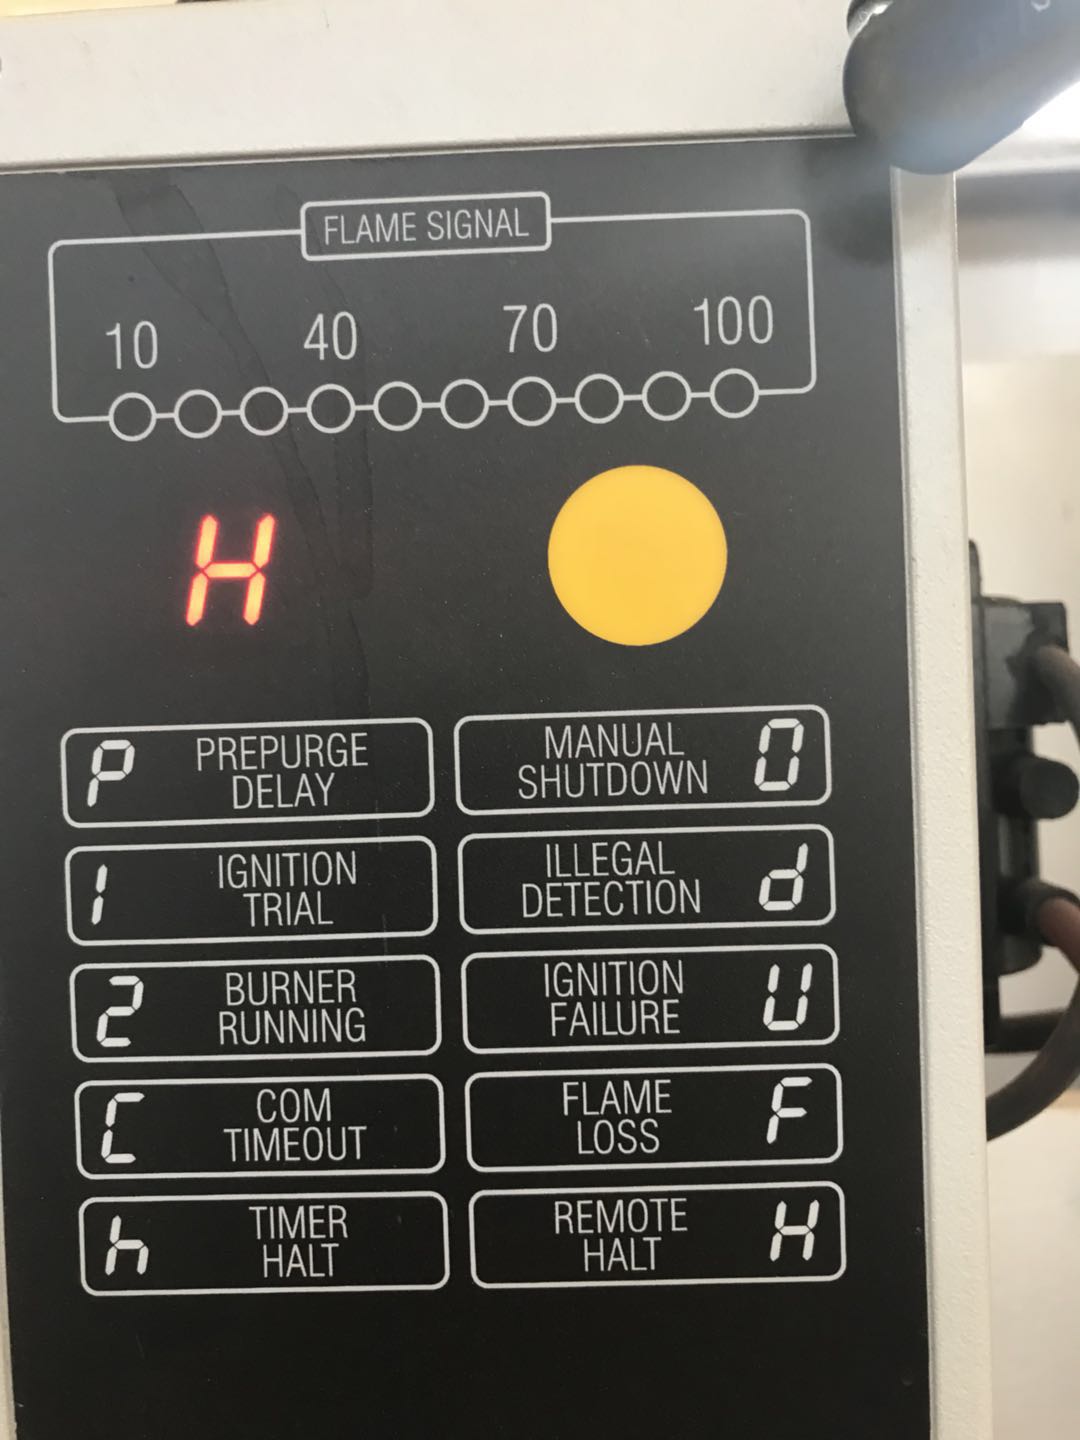 FLAME SIGNAL
10 40 70 100
H
P PREPURGE
DELAY
MANUAL
SHUTDOWN 0
1 IGNITION
TRIAL
ILLEGAL
DETECTION d
2 BURNER
RUNNING
IGNITION
FAILURE U
C COM
TIMEOUT
FLAME
LOSS F
h TIMER
HALT
REMOTE
HALT H